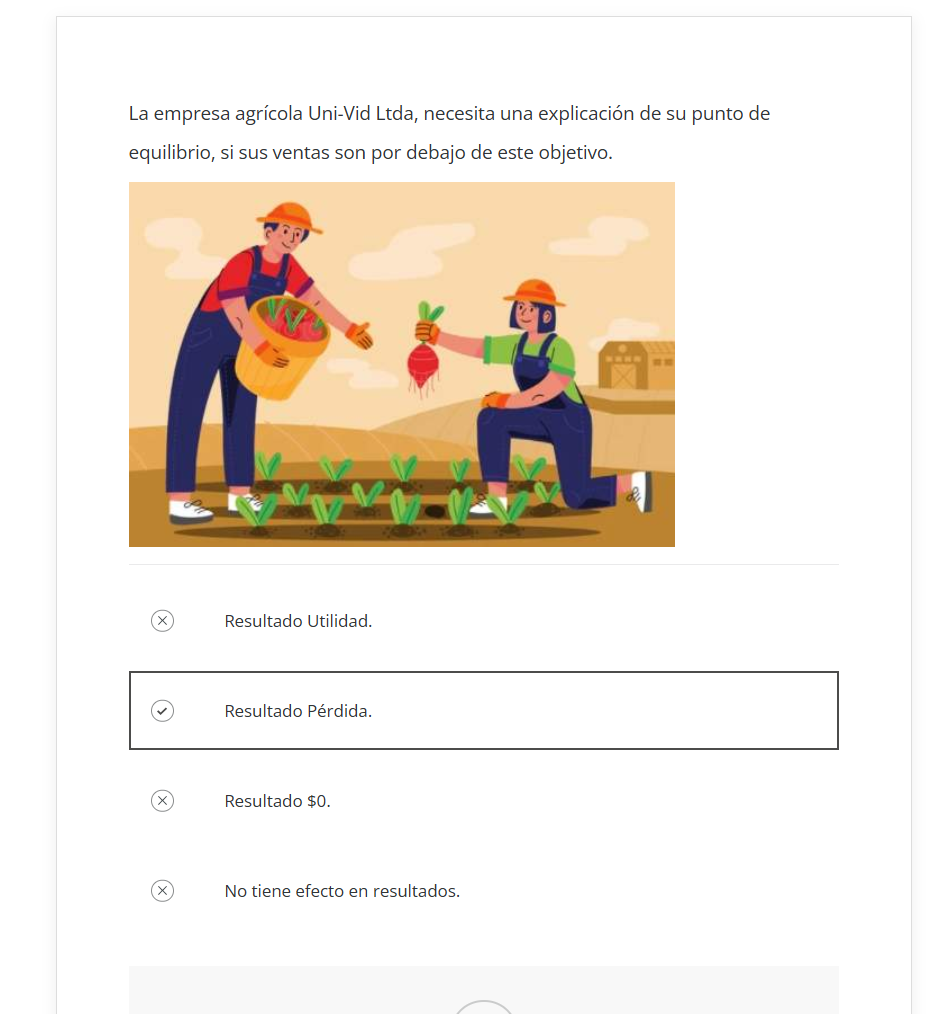 La empresa agrícola Uni-Vid Ltda, necesita una explicación de su punto de
equilibrio, si sus ventas son por debajo de este objetivo.
Resultado Utilidad.
Resultado Pérdida.
Resultado $0.
No tiene efecto en resultados.